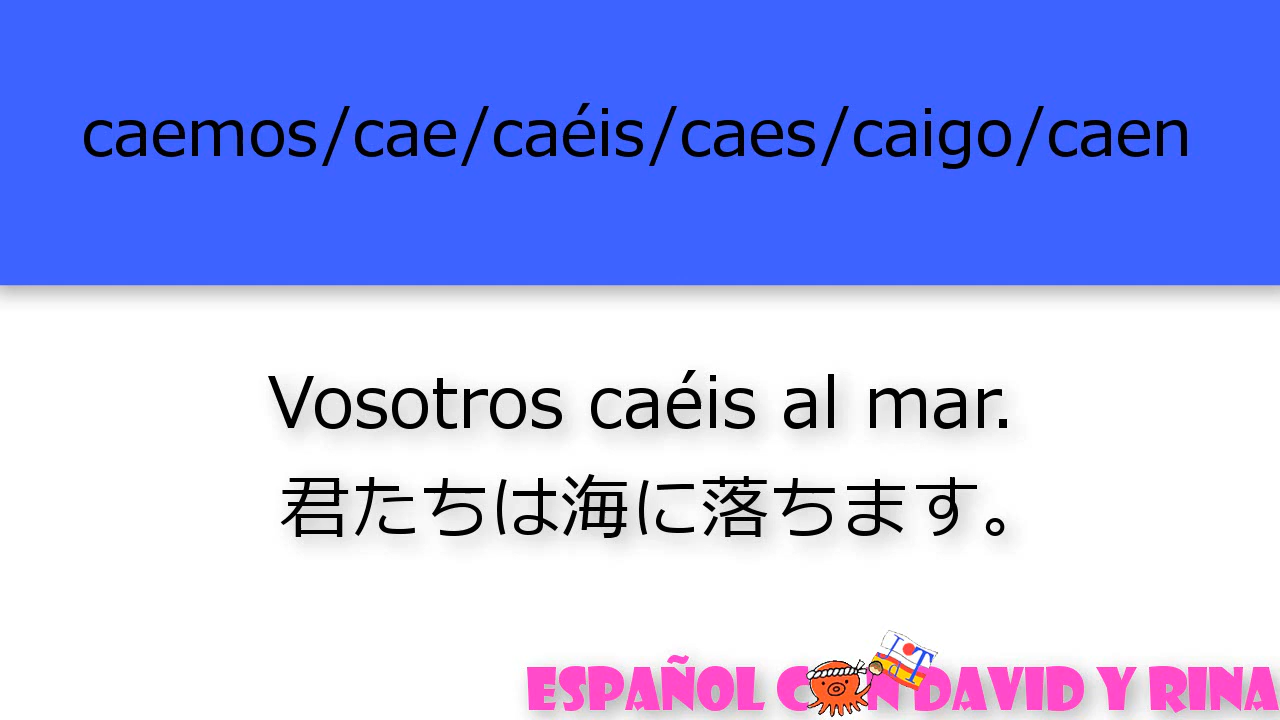 caemos/cae/caéis/caes/caigo/caen
Vosotros caéis al mar.
君たちは海に落ちます。
ESPAÑOL CON DAVID Y RINA